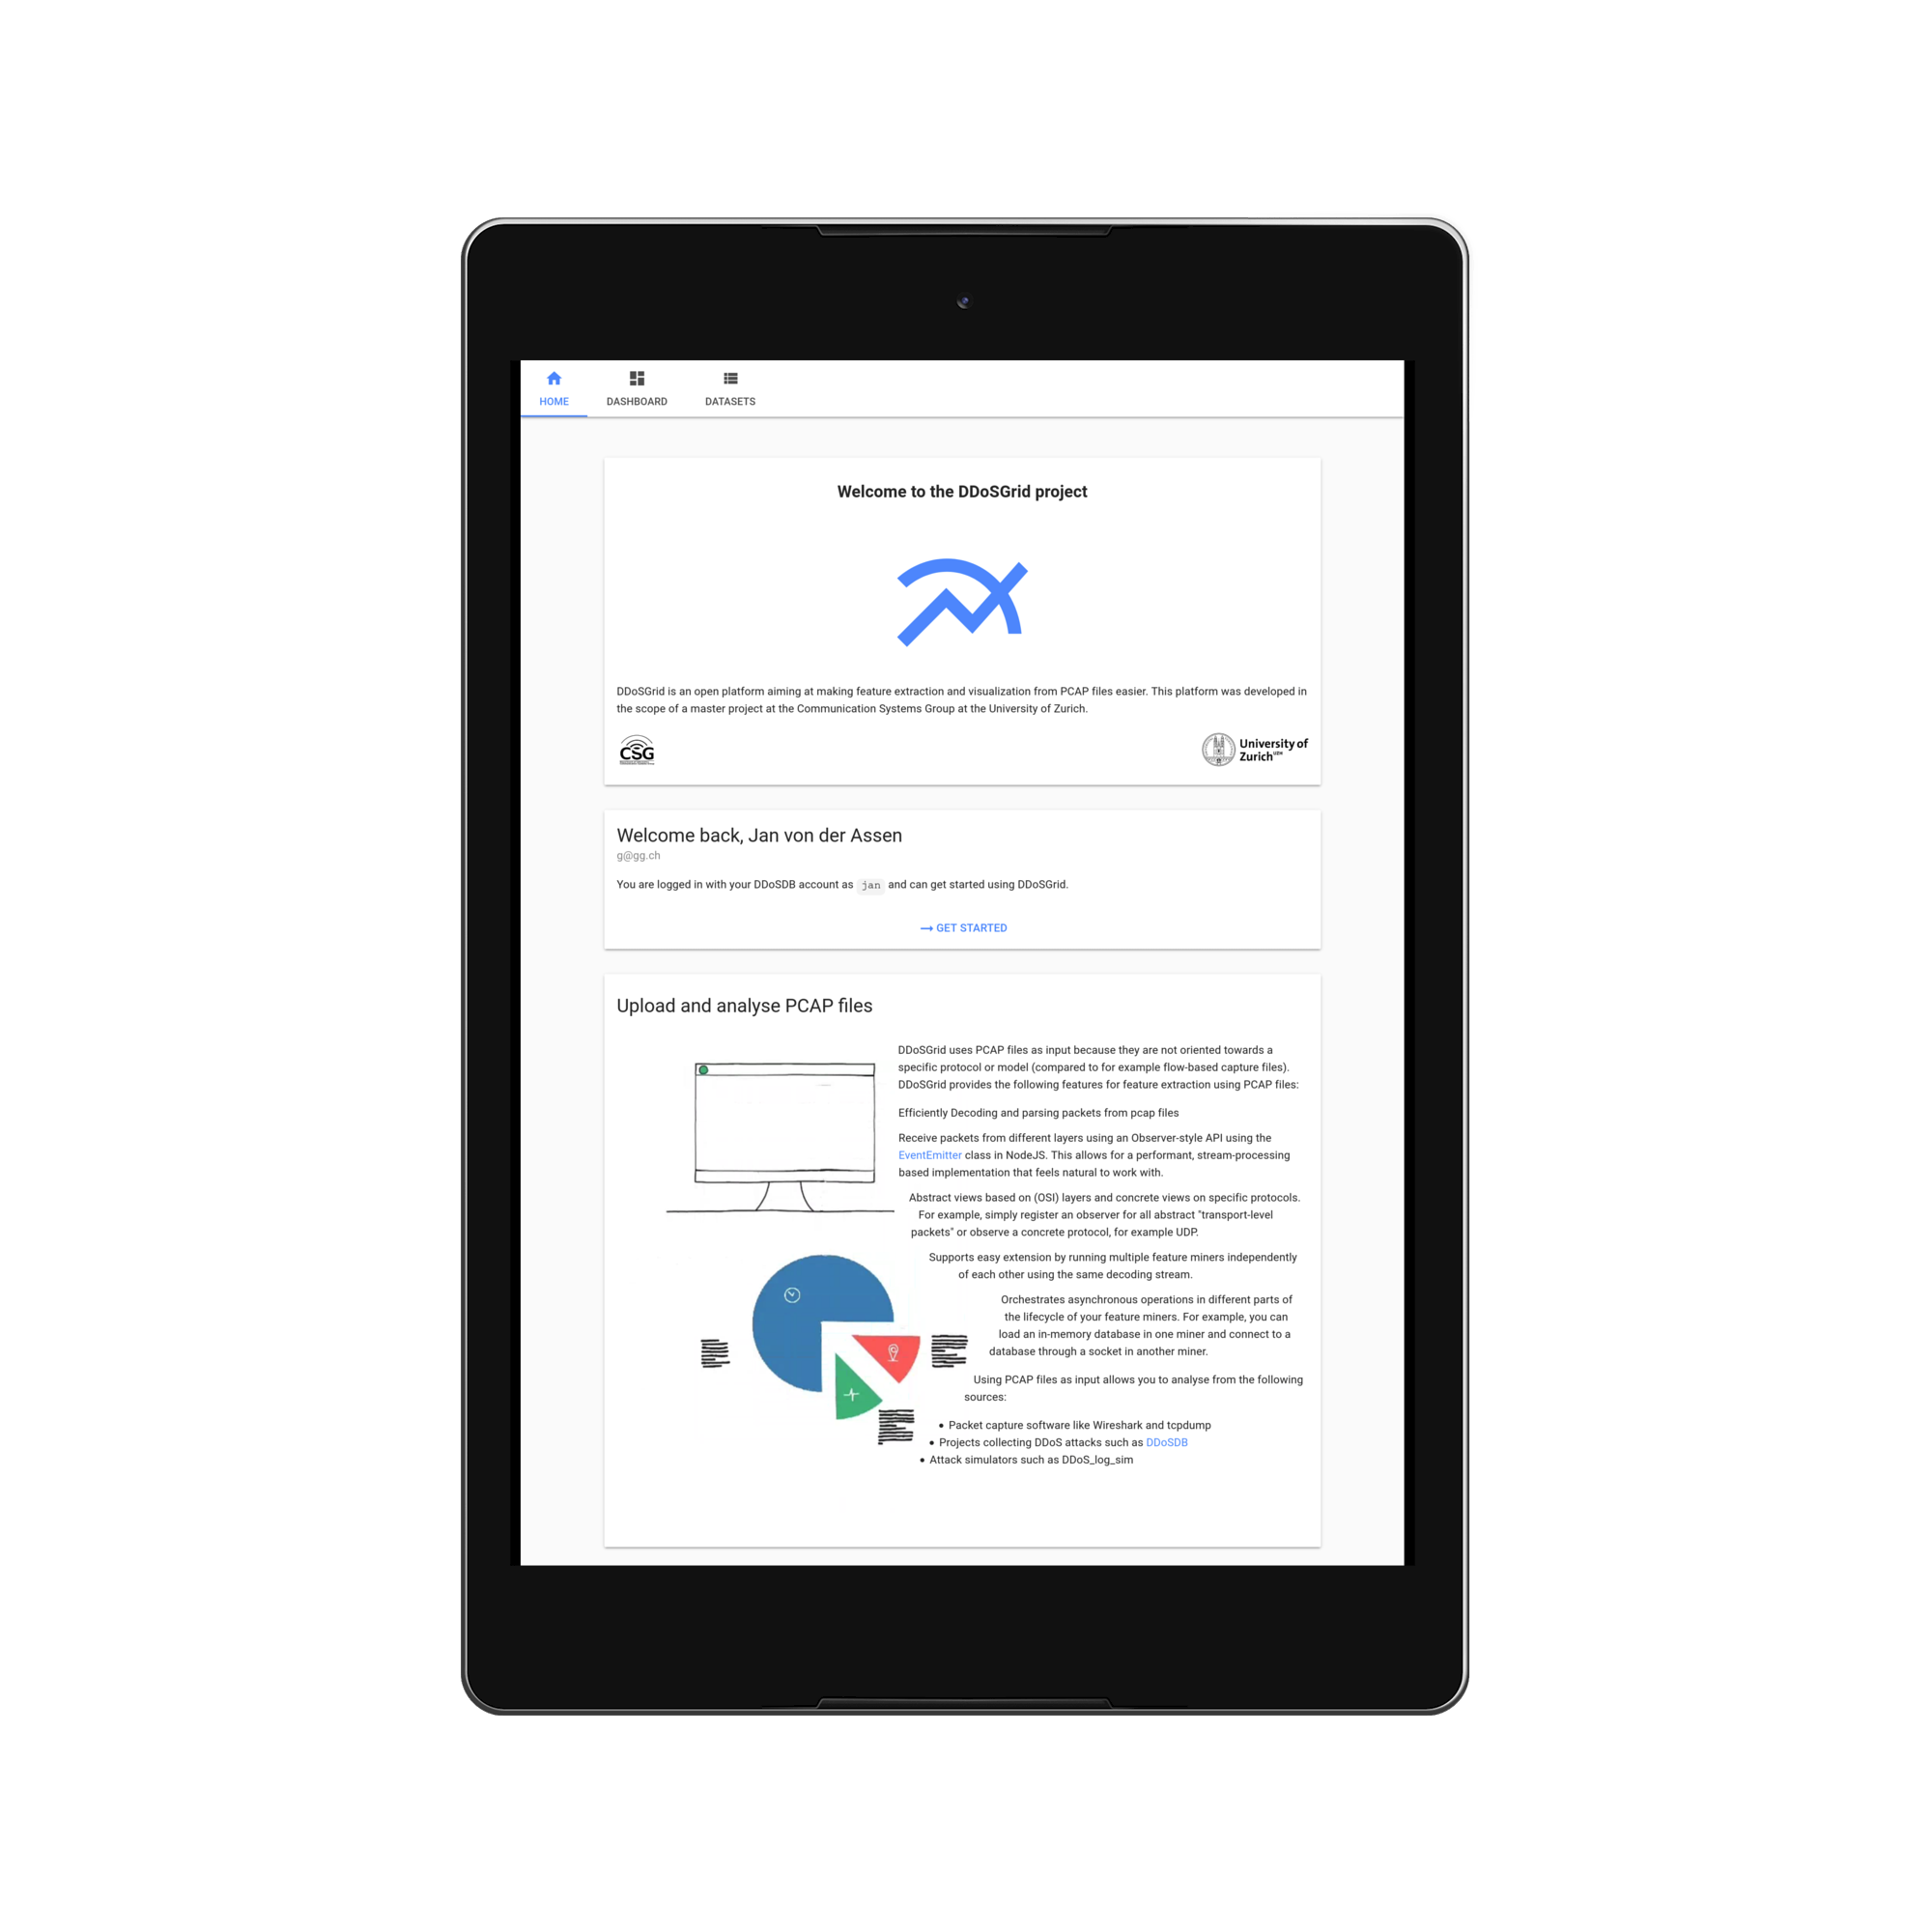 HOME
DASHBOARD
DATASETS
Welcome to the DDoSGrid project
DDoSGrid is an open platform aiming at making feature extraction and visualization from PCAP files easier. This platform was developed in
the scope of a master project at the Communication Systems Group at the University of Zurich.
CSG
University of
Zurich UZH
Welcome back, Jan von der Assen
g@gg.ch
You are logged in with your DDoSDB account as jan and can get started using DDoSGrid.
→ GET STARTED
Upload and analyse PCAP files
DDoSGrid uses PCAP files as input because they are not oriented towards a
specific protocol or model (compared to for example flow-based capture files).
DDoSGrid provides the following features for feature extraction using PCAP files:
Efficiently Decoding and parsing packets from pcap files
Receive packets from different layers using an Observer-style API using the
EventEmitter class in NodeJS. This allows for a performant, stream-processing
based implementation that feels natural to work with.
Abstract views based on (OSI) layers and concrete views on specific protocols.
For example, simply register an observer for all abstract "transport-level
packets" or observe a concrete protocol, for example UDP.
Supports easy extension by running multiple feature miners independently
of each other using the same decoding stream.
Orchestrates asynchronous operations in different parts of
the lifecycle of your feature miners. For example, you can
load an in-memory database in one miner and connect to a
database through a socket in another miner.
Using PCAP files as input allows you to analyse from the following
sources:
• Packet capture software like Wireshark and tcpdump
• Projects collecting DDoS attacks such as DDoSDB
• Attack simulators such as DDoS_log_sim